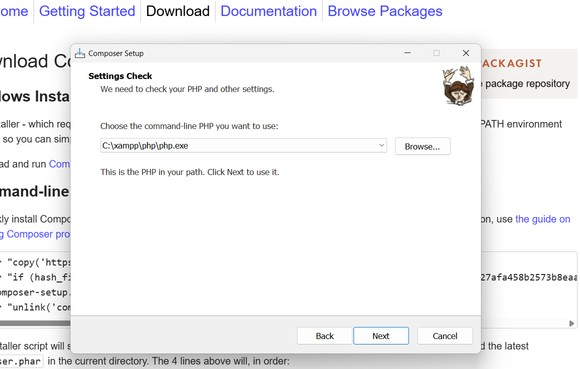 ome Getting Started Download Documentation Browse Packages
nload Co
ACKAGIST
e package repository
lows Insta
aller - which req
PATH environment
so you can sim
ad and run Com
mand-line
kly install Compo
on, use the guide on
g Composer pro
"copy('https
"if (hash_fi
27afa458b2573b8eaa
omposer-setup.
"unlink('com
taller script will s
d the latest
ser.phar in the current directory. The 4 lines above will, in order:
Composer Setup
Settings Check
We need to check your PHP and other settings.
Choose the command-line PHP you want to use:
C:\xampp\php\php.exe
Browse...
This is the PHP in your path. Click Next to use it.
Back Next Cancel